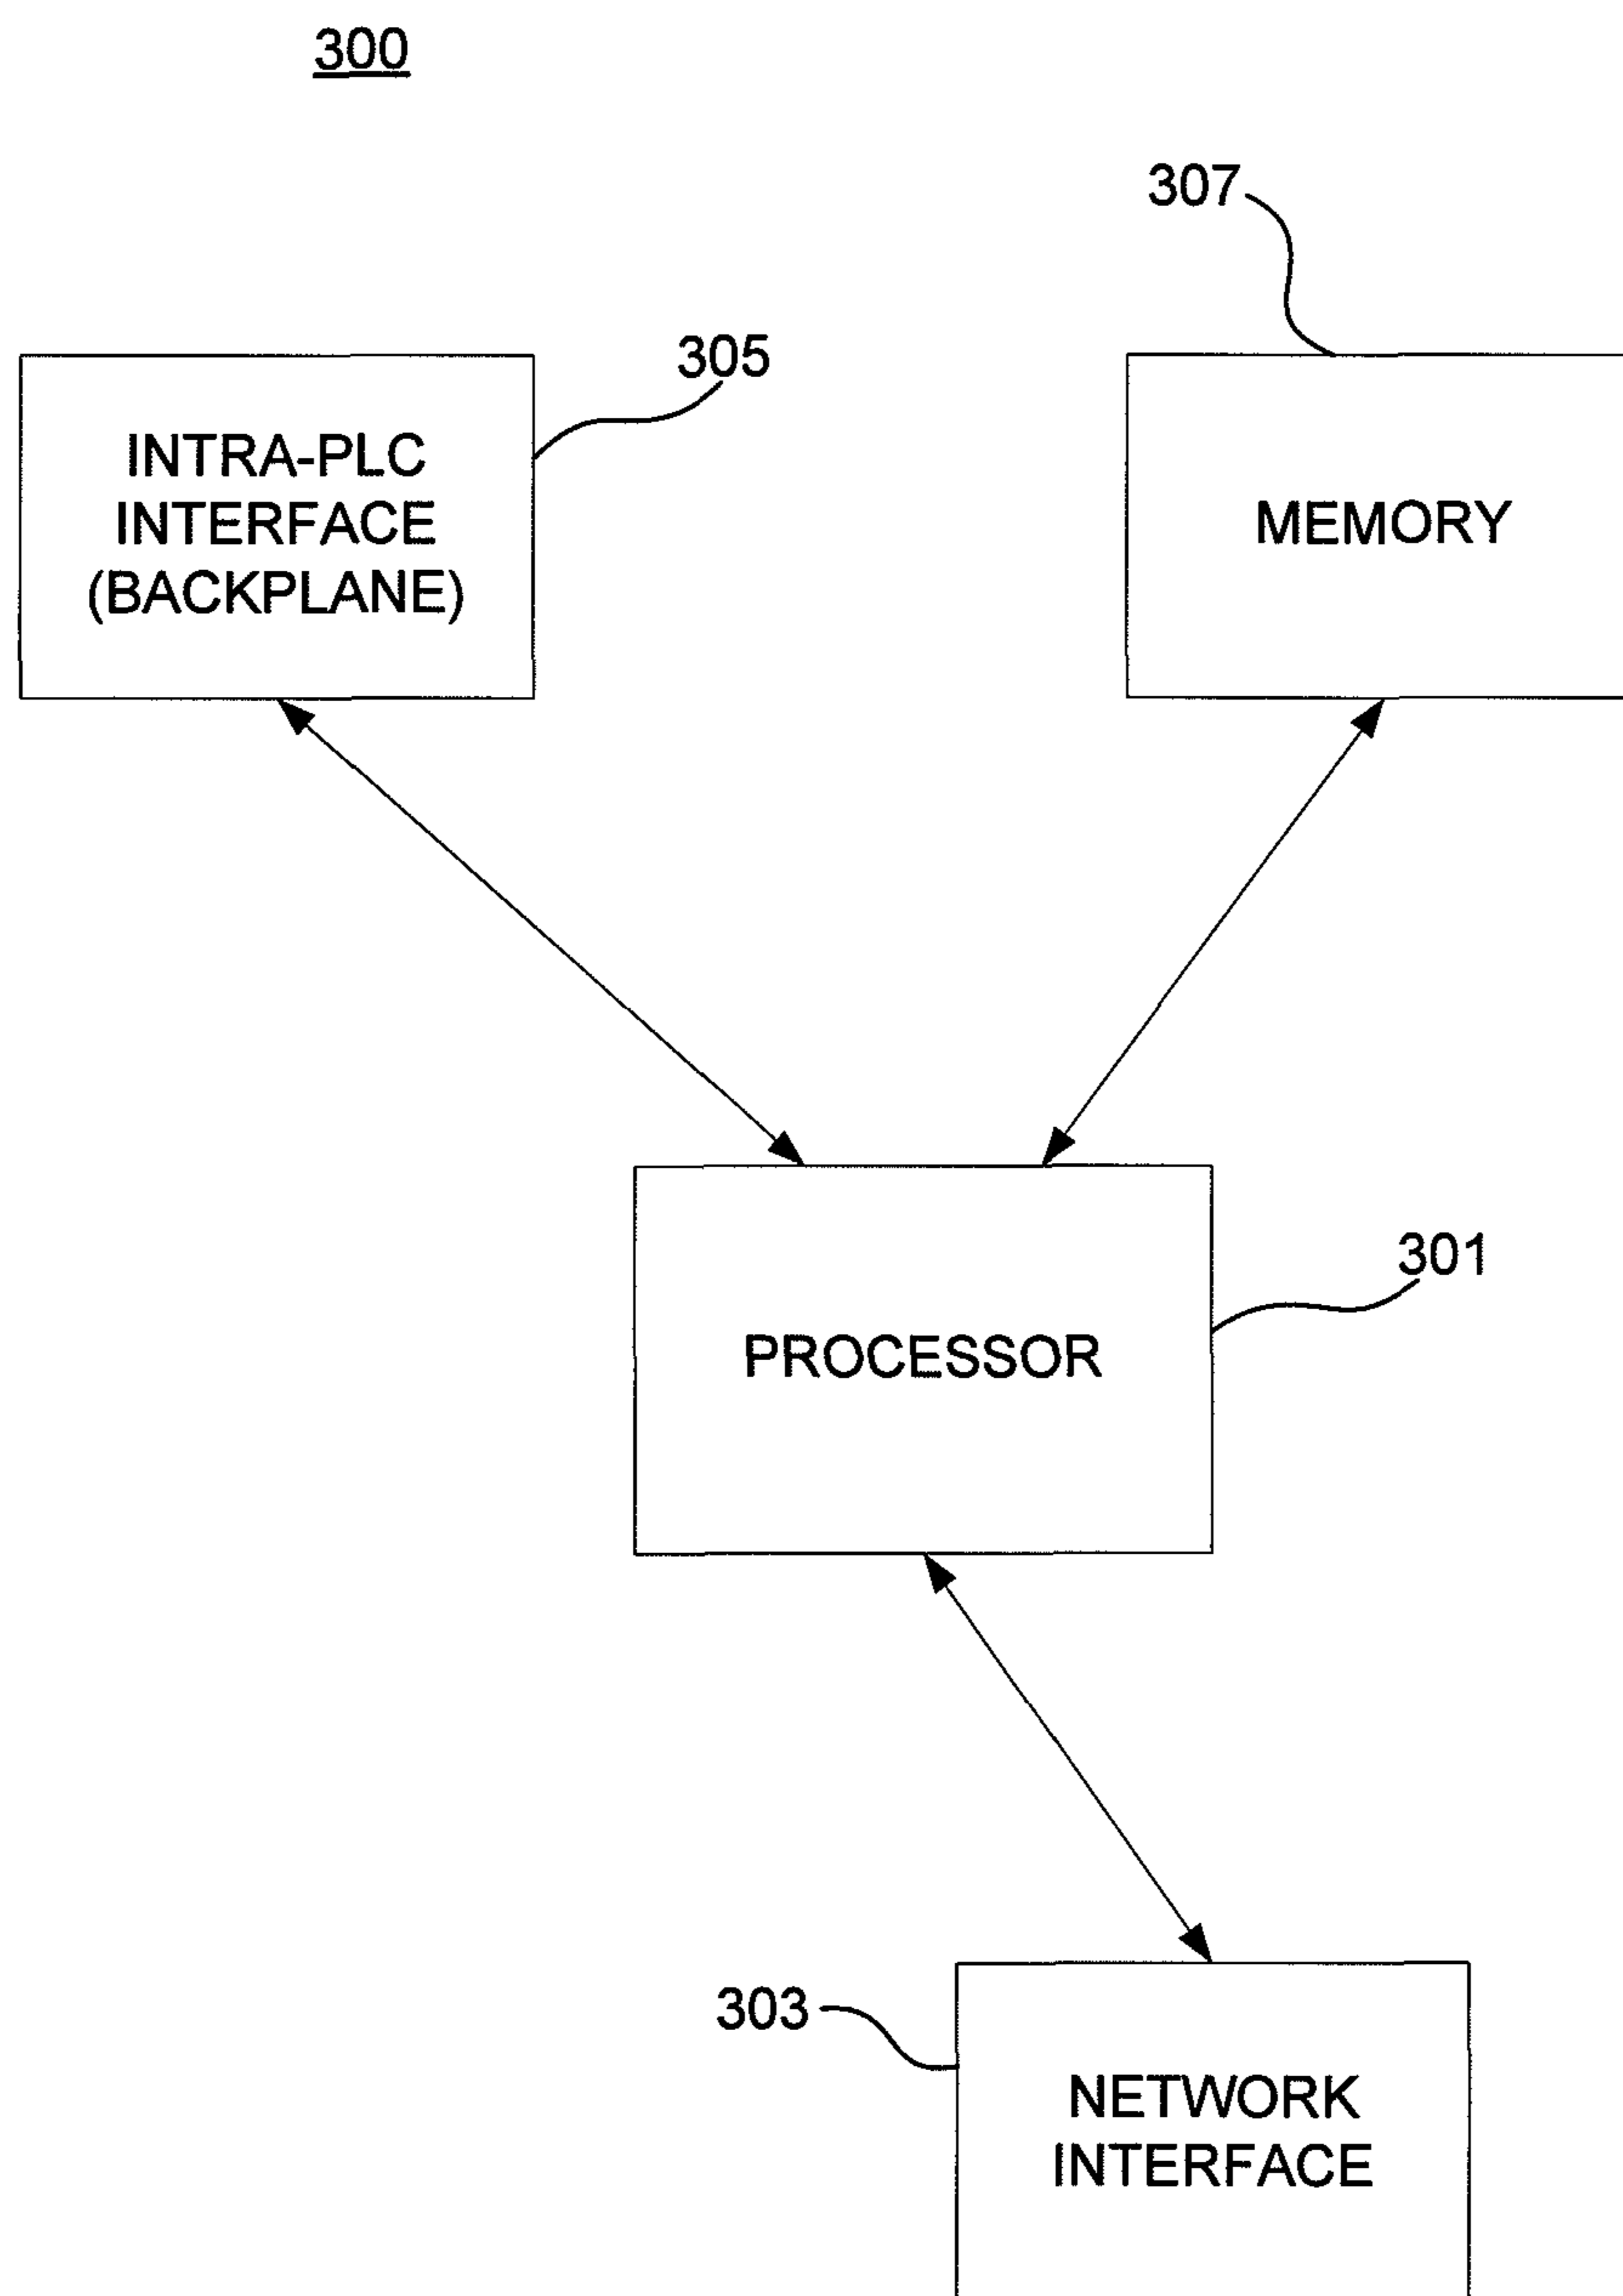 300
307
305
INTRA-PLC
INTERFACE
(BACKPLANE)
MEMORY
301
PROCESSOR
303
NETWORK
INTERFACE